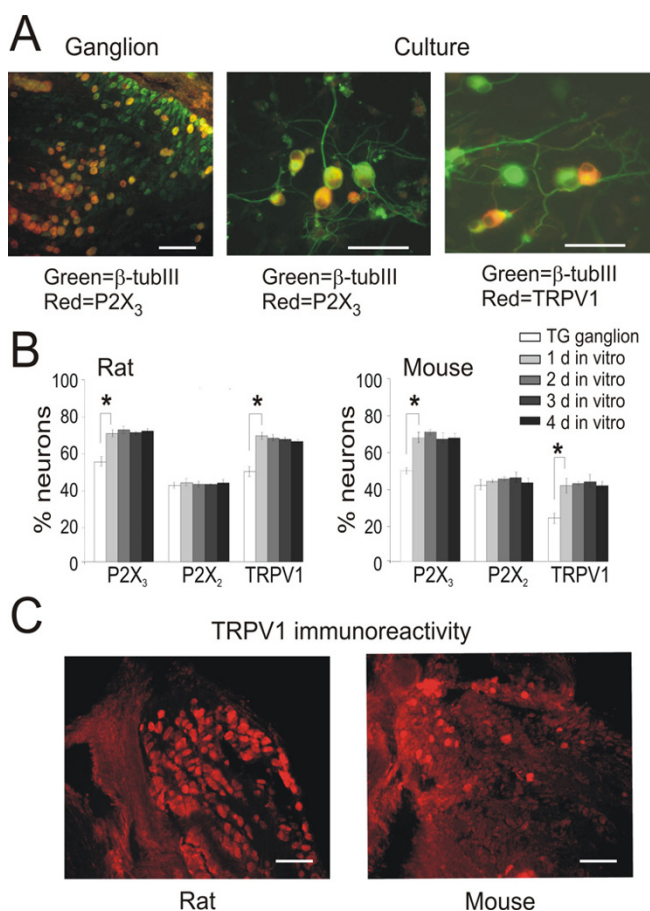 A
Ganglion
Culture
Green=β-tubIII
Red=P2X₃
Green=β-tubIII
Red=P2X₃
Green=β-tubIII
Red=TRPV1
B
TG ganglion
1 d in vitro
2 d in vitro
3 d in vitro
4 d in vitro
Rat
% neurons
100
80
60
40
20
0
*
*
P2X₃
P2X₂
TRPV1
Mouse
% neurons
100
80
60
40
20
0
*
*
P2X₃
P2X₂
TRPV1
C
TRPV1 immunoreactivity
Rat
Mouse